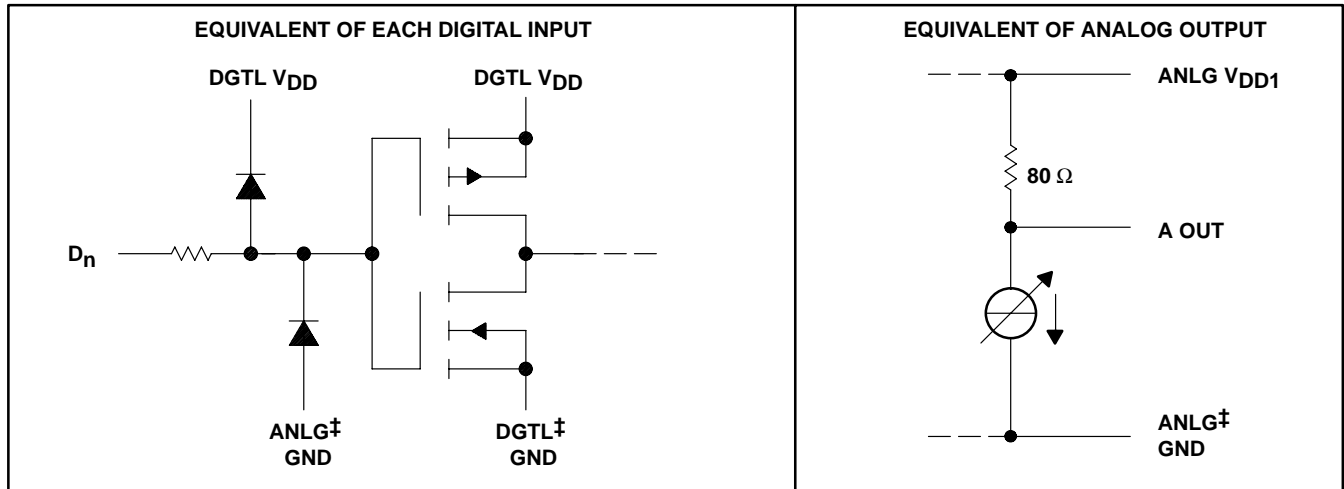 EQUIVALENT OF EACH DIGITAL INPUT
DGTL VDD
DGTL VDD
Dn
ANLG‡
GND
DGTL‡
GND
EQUIVALENT OF ANALOG OUTPUT
ANLG VDD1
80 Ω
A OUT
ANLG‡
GND